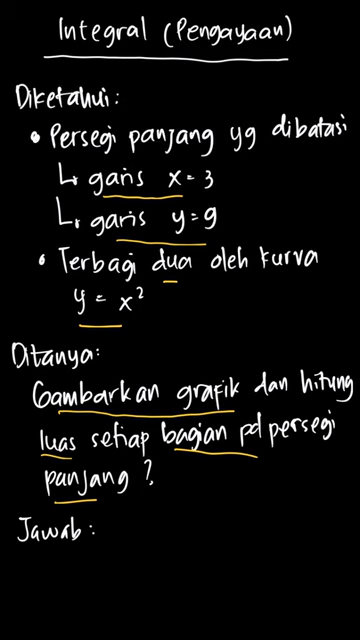 Integral (Pengayaan)
Diketahui:
• Persegi panjang yg dibatasi
↳ garis x = 3
↳ garis y = 9
• Terbagi dua oleh kurva
y = x²
Ditanya:
Gambarkan grafik dan hitung
luas setiap bagian pd persegi
panjang?
Jawab: